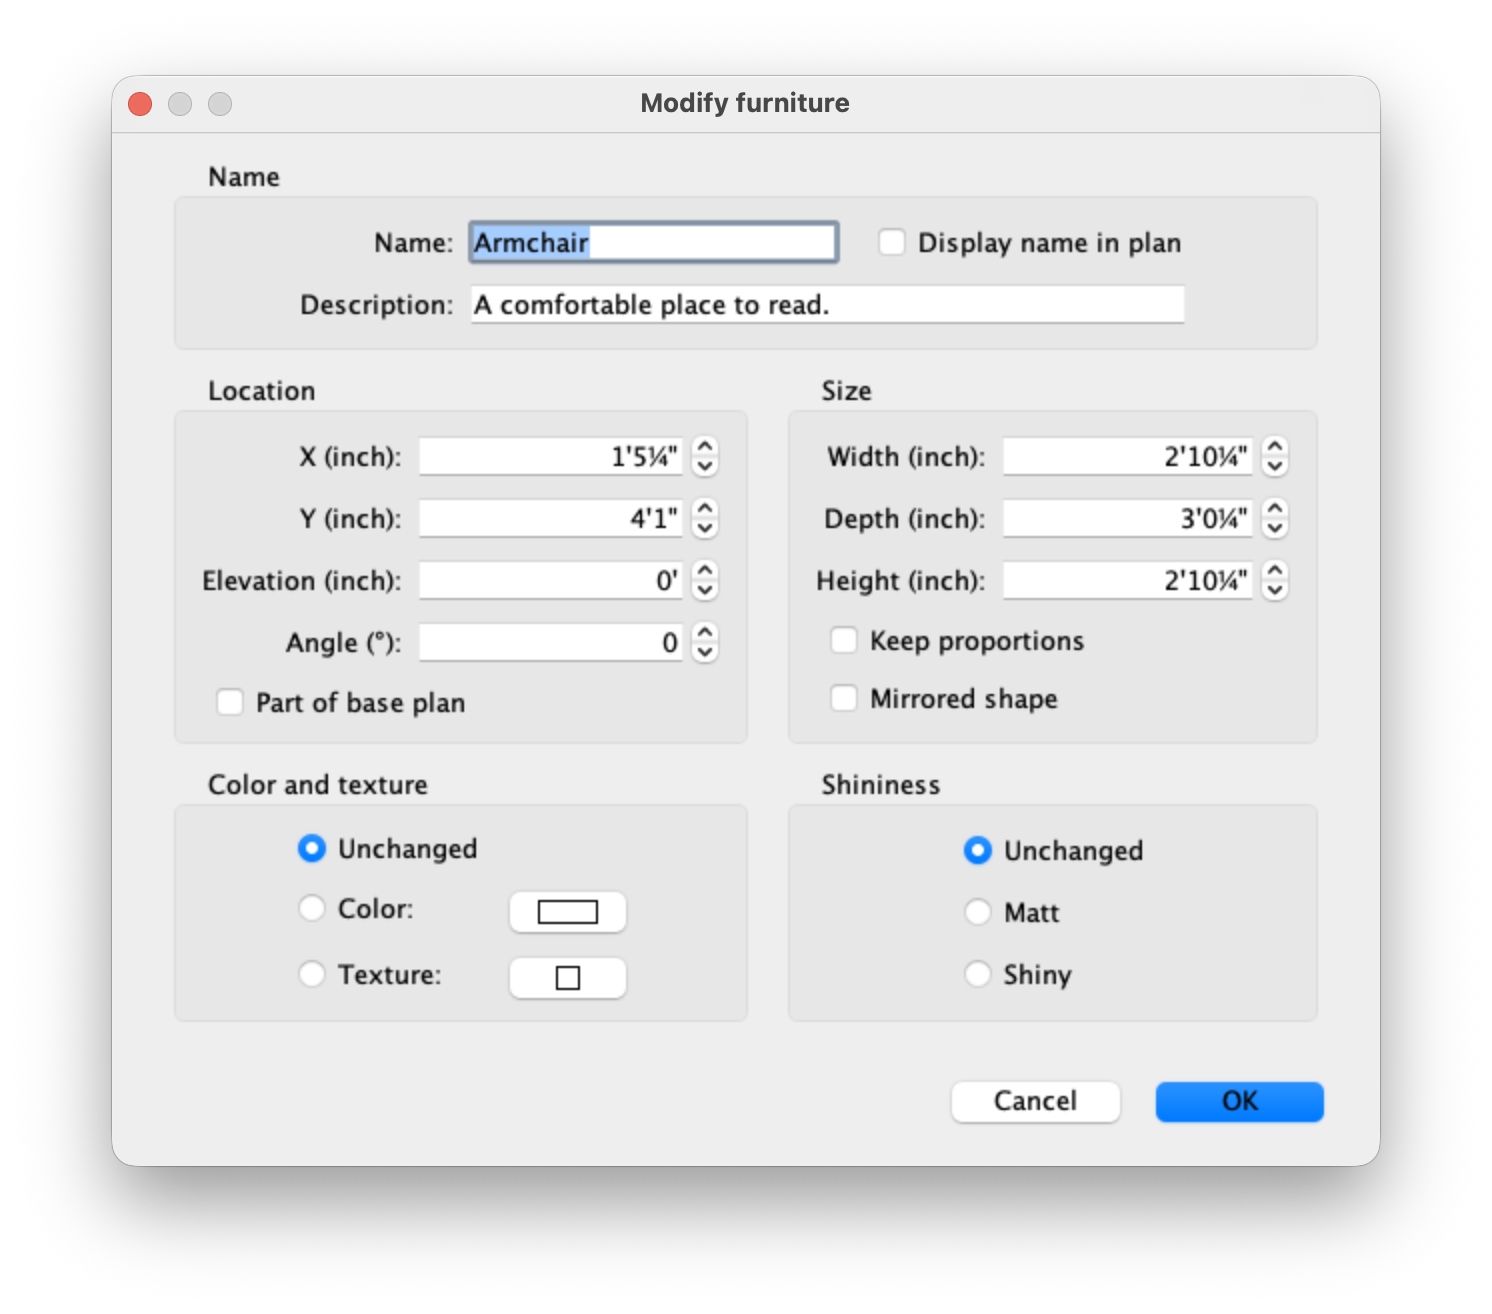 Modify furniture
Name
Name: Armchair Display name in plan
Description: A comfortable place to read.
Location
X (inch): 1'5¼"
Y (inch): 4'1"
Elevation (inch): 0'
Angle (°): 0
Part of base plan
Size
Width (inch): 2'10¼"
Depth (inch): 3'0¼"
Height (inch): 2'10¼"
Keep proportions
Mirrored shape
Color and texture
Unchanged
Color:
Texture:
Shininess
Unchanged
Matt
Shiny
Cancel OK